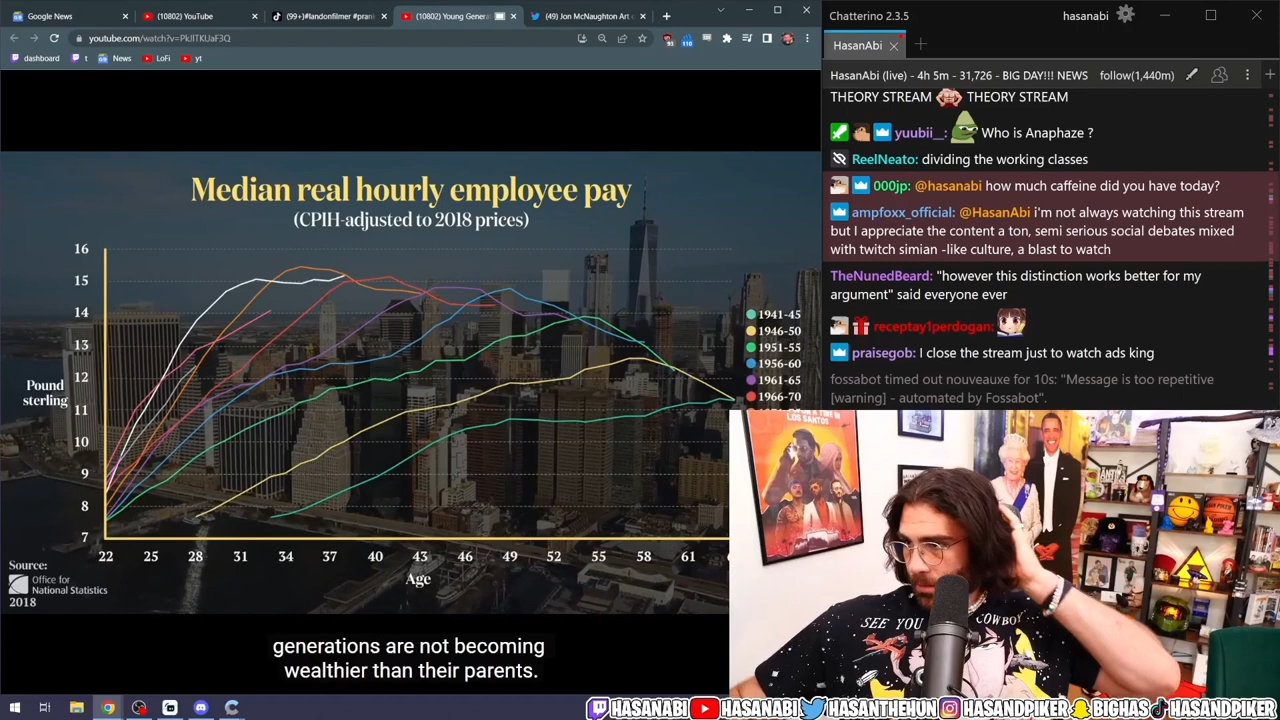 Google News
(10802) YouTube
(99+)#landonfilmer #prani
(10802) Young Gener
(49) Jon McNaughton Art
youtube.com/watch?v=PkJITKUaF3Q
91
110
dashboard
t
News
LoFi
yt
Median real hourly employee pay
(CPIH-adjusted to 2018 prices)
16
15
14
13
12
11
10
9
8
7
Pound
sterling
22 25 28 31 34 37 40 43 46 49 52 55 58 61
Age
1941-45
1946-50
1951-55
1956-60
1961-65
1966-70
Source:
Office for
National Statistics
2018
generations are not becoming
wealthier than their parents.
Chatterino 2.3.5
hasanabi
HasanAbi
HasanAbi (live) - 4h 5m - 31,726 - BIG DAY!!! NEWS
follow(1,440m)
THEORY STREAM THEORY STREAM
yuubii__: Who is Anaphaze ?
ReelNeato: dividing the working classes
000jp: @hasanabi how much caffeine did you have today?
ampfoxx_official: @HasanAbi i'm not always watching this stream
but I appreciate the content a ton, semi serious social debates mixed
with twitch simian -like culture, a blast to watch
TheNunedBeard: "however this distinction works better for my
argument" said everyone ever
receptay1perdogan:
praisegob: I close the stream just to watch ads king
fossabot timed out nouveauxe for 10s: "Message is too repetitive
[warning] - automated by Fossabot".
LOS SANTOS
SEE YOU
COWBOY
HASANABI
HASANABI
HASANTHEHUN
HASANDPIKER
BIGHAS
HASANDPIKER